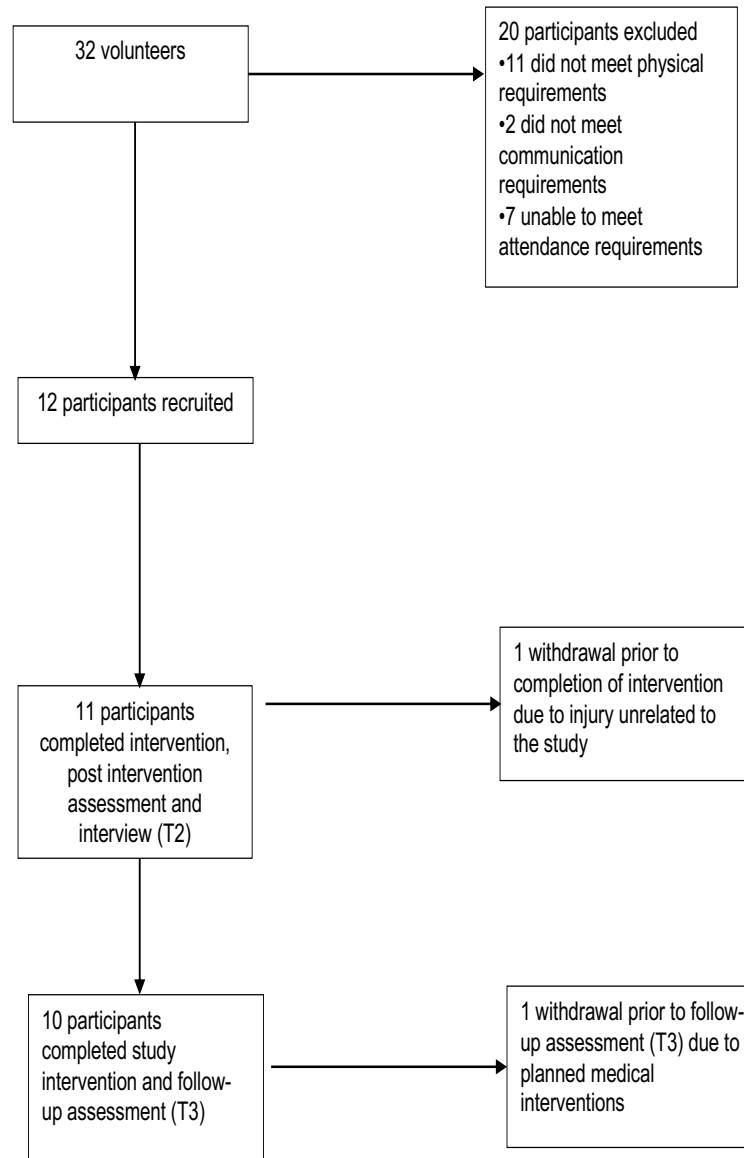 32 volunteers
20 participants excluded
•11 did not meet physical
requirements
•2 did not meet
communication
requirements
•7 unable to meet
attendance requirements
12 participants recruited
11 participants
completed intervention,
post intervention
assessment and
interview (T2)
1 withdrawal prior to
completion of intervention
due to injury unrelated to
the study
10 participants
completed study
intervention and follow-
up assessment (T3)
1 withdrawal prior to follow-
up assessment (T3) due to
planned medical
interventions